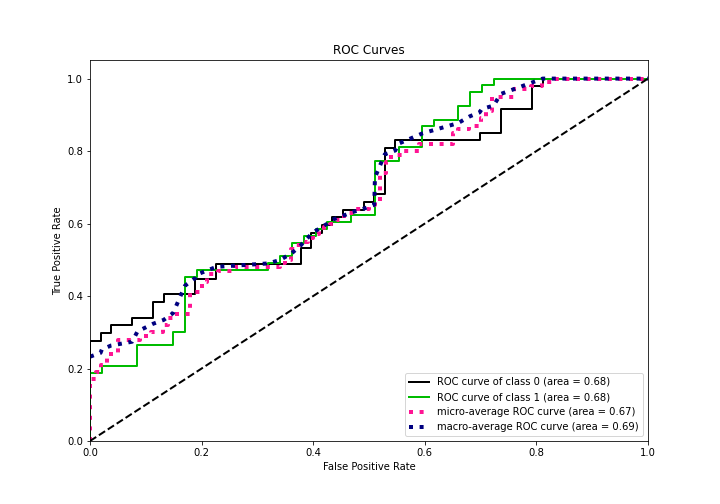 ROC Curves
True Positive Rate
1.0
0.8
0.6
0.4
0.2
0.0
0.0 0.2 0.4 0.6 0.8 1.0
False Positive Rate
ROC curve of class 0 (area = 0.68)
ROC curve of class 1 (area = 0.68)
micro-average ROC curve (area = 0.67)
macro-average ROC curve (area = 0.69)